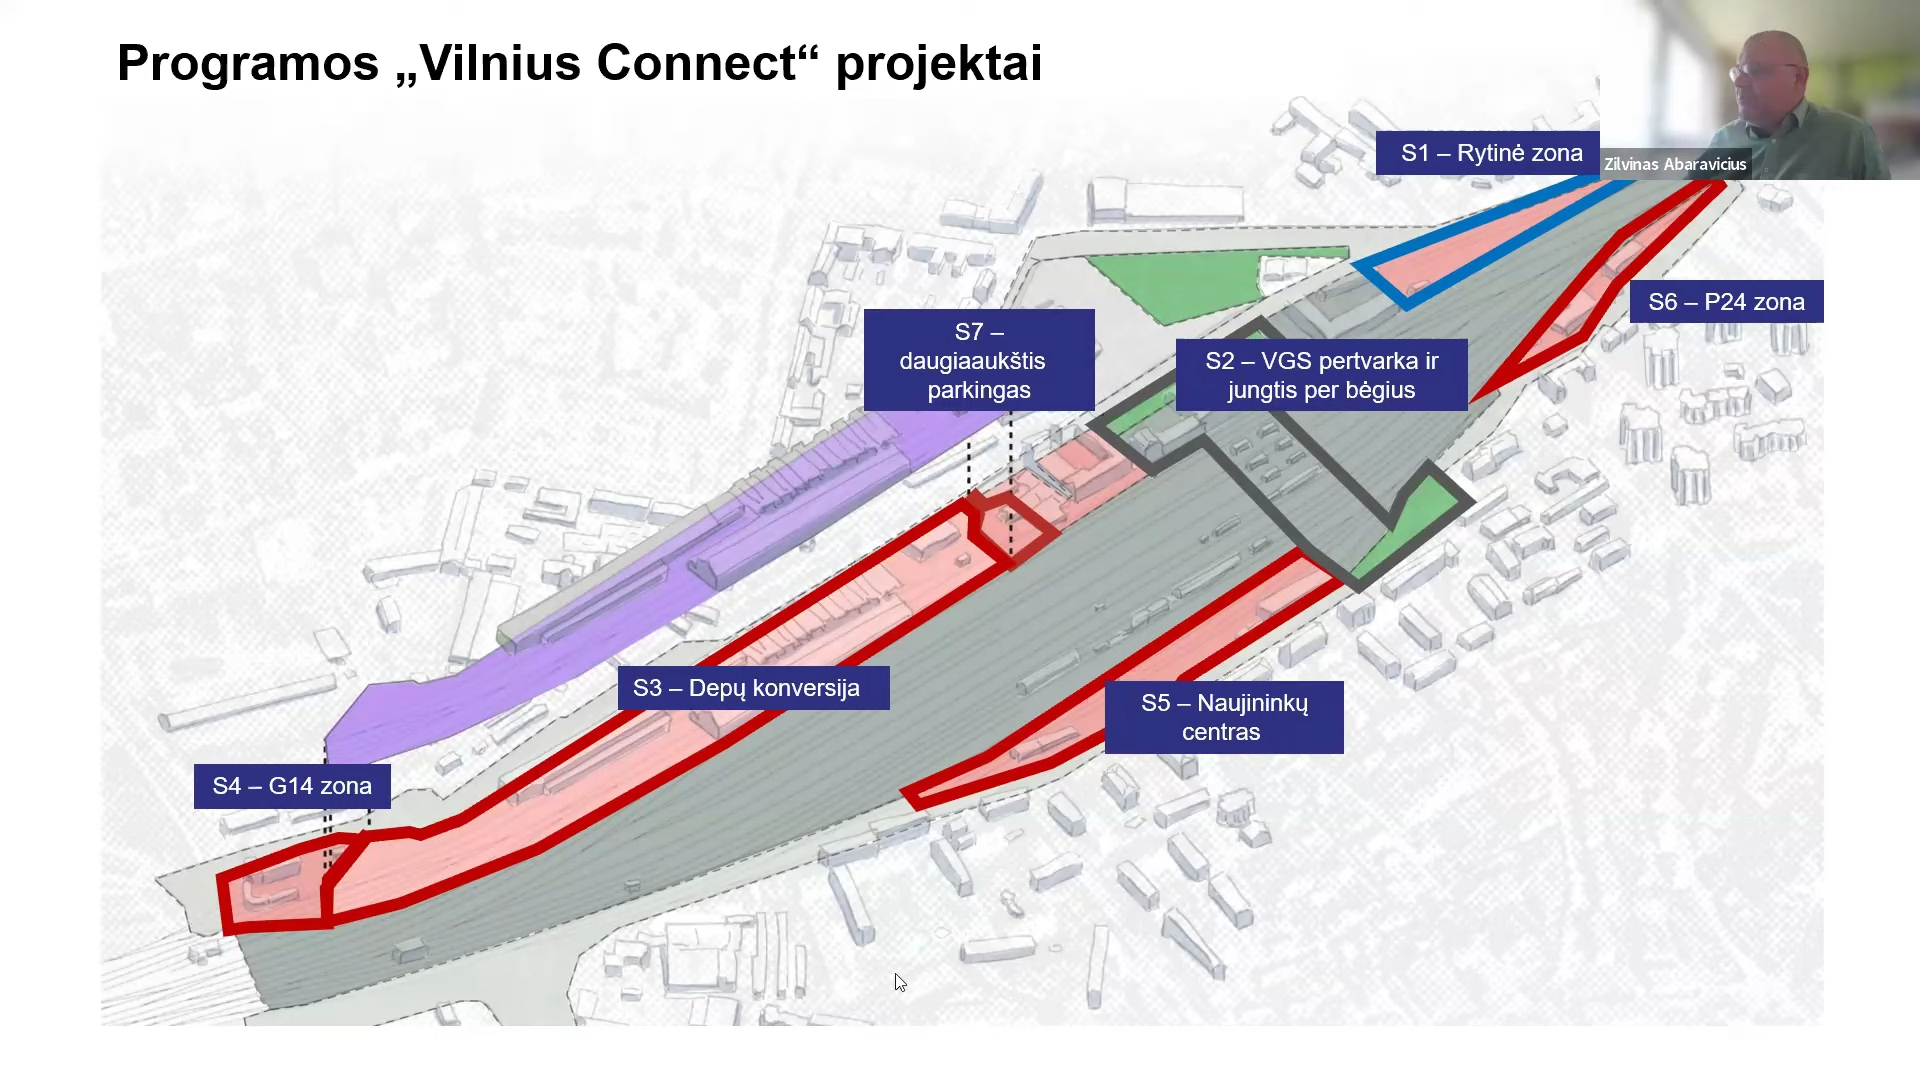 Programos „Vilnius Connect“ projektai
S1 – Rytinė zona
Zilvinas Abaravicius
S6 – P24 zona
S7 –
daugiaaukštis
parkingas
S2 – VGS pertvarka ir
jungtis per bėgius
S3 – Depų konversija
S5 – Naujininkų
centras
S4 – G14 zona